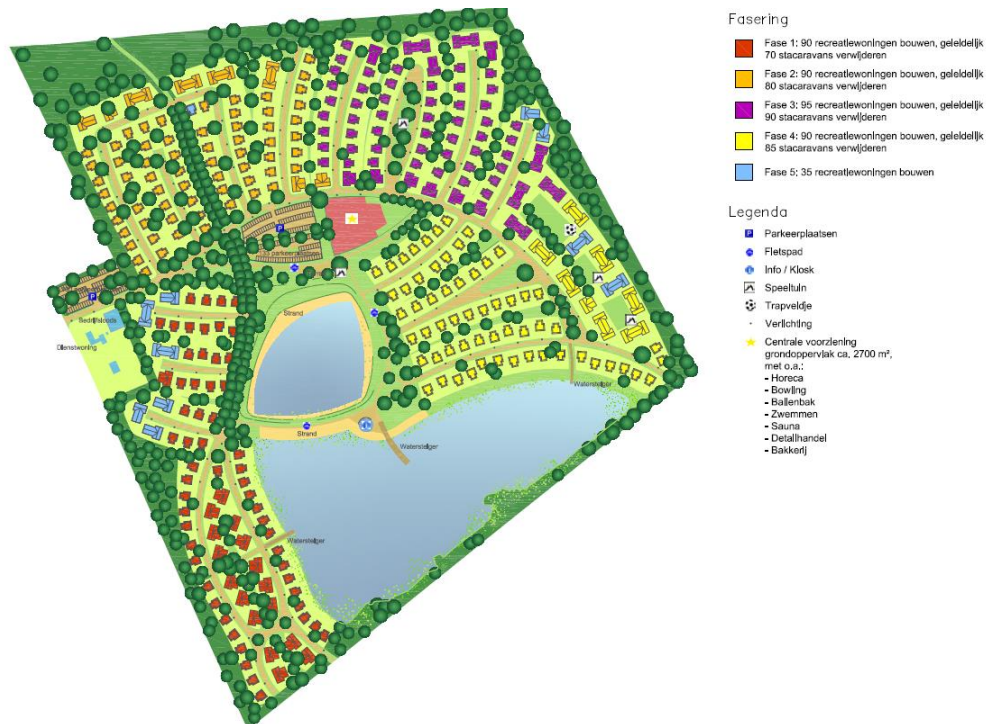 Fasering
Fase 1: 90 recreatiewoningen bouwen, geleidelijk
70 stacaravans verwijderen
Fase 2: 90 recreatiewoningen bouwen, geleidelijk
80 stacaravans verwijderen
Fase 3: 95 recreatiewoningen bouwen, geleidelijk
90 stacaravans verwijderen
Fase 4: 90 recreatiewoningen bouwen, geleidelijk
85 stacaravans verwijderen
Fase 5; 35 recreatiewoningen bouwen
Legenda
P Parkeerplaatsen
Fietspad
Info / Kiosk
Speeltuin
Trapveldje
Verlichting
Centrale voorziening
grondoppervlak ca. 2700 m²,
met o.a.:
- Horeca
- Bowling
- Ballenbak
- Zwemmen
- Sauna
- Detailhandel
- Bakkerij
P
parkeerplaatsen
P
Bedrijfsloods
Dienstwoning
Strand
Strand
Watersteiger
Watersteiger
Watersteiger